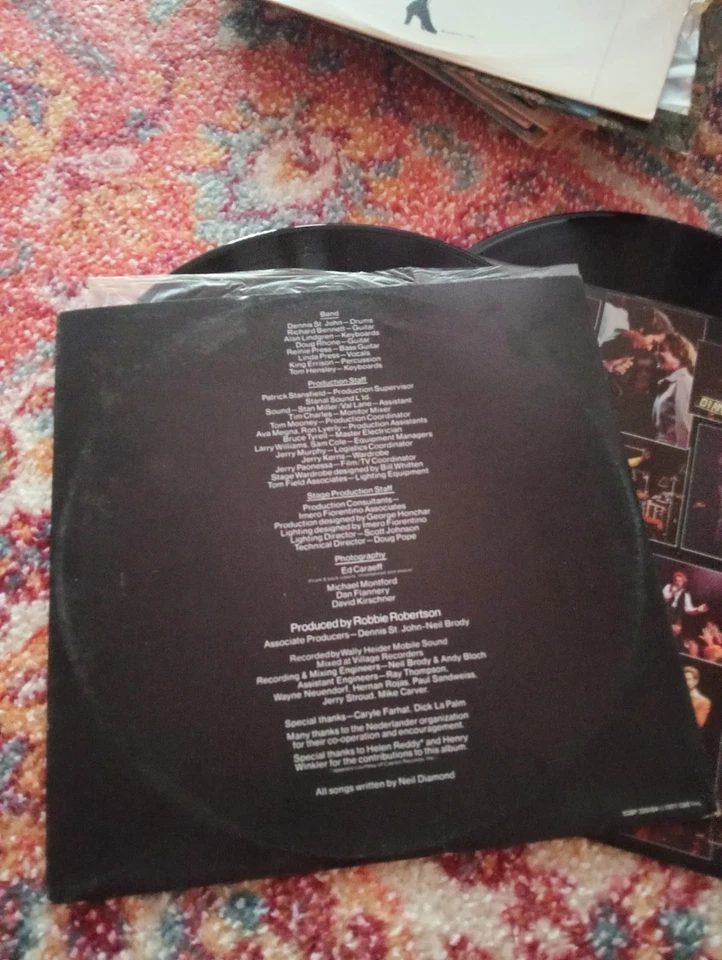 Band
Dennis St. John—Drums
Richard Bennett—Guitar
Alan Lindgren—Keyboards
Doug Rhone—Guitar
Reinie Press—Bass Guitar
Linda Press—Vocals
King Errison—Percussion
Tom Hensley—Keyboards
Production Staff
Patrick Stansfield—Production Supervisor
Stanal Sound L'td.
Sound—Stan Miller/Val Lane—Assistant
Tim Charles—Monitor Mixer
Tom Mooney—Production Coordinator
Ava Megna, Ron Lyerly—Production Assistants
Bruce Tyrell—Master Electrician
Larry Williams, Sam Cole—Equipment Managers
Jerry Murphy—Logistics Coordinator
Jerry Kerns—Wardrobe
Jerry Paonessa—Film/TV Coordinator
Stage Wardrobe designed by Bill Whitten
Tom Field Associates—Lighting Equipment
Stage Production Staff
Production Consultants—
Imero Fiorentino Associates
Production designed by George Honchar
Lighting designed by Imero Fiorentino
Lighting Director—Scott Johnson
Technical Director—Doug Pope
Photography
Ed Caraeff
Michael Montford
Dan Flannery
David Kirschner
Produced by Robbie Robertson
Associate Producers—Dennis St. John-Neil Brody
Recorded by Wally Heider Mobile Sound
Mixed at Village Recorders
Recording & Mixing Engineers—Neil Brody & Andy Bloch
Assistant Engineers—Ray Thompson,
Wayne Neuendorf, Hernan Rojas, Paul Sandweiss,
Jerry Stroud, Mike Carver.
Special thanks—Caryle Farhat, Dick La Palm
Many thanks to the Nederlander organization
for their co-operation and encouragement.
Special thanks to Helen Reddy* and Henry
Winkler for the contributions to this album.
All songs written by Neil Diamond